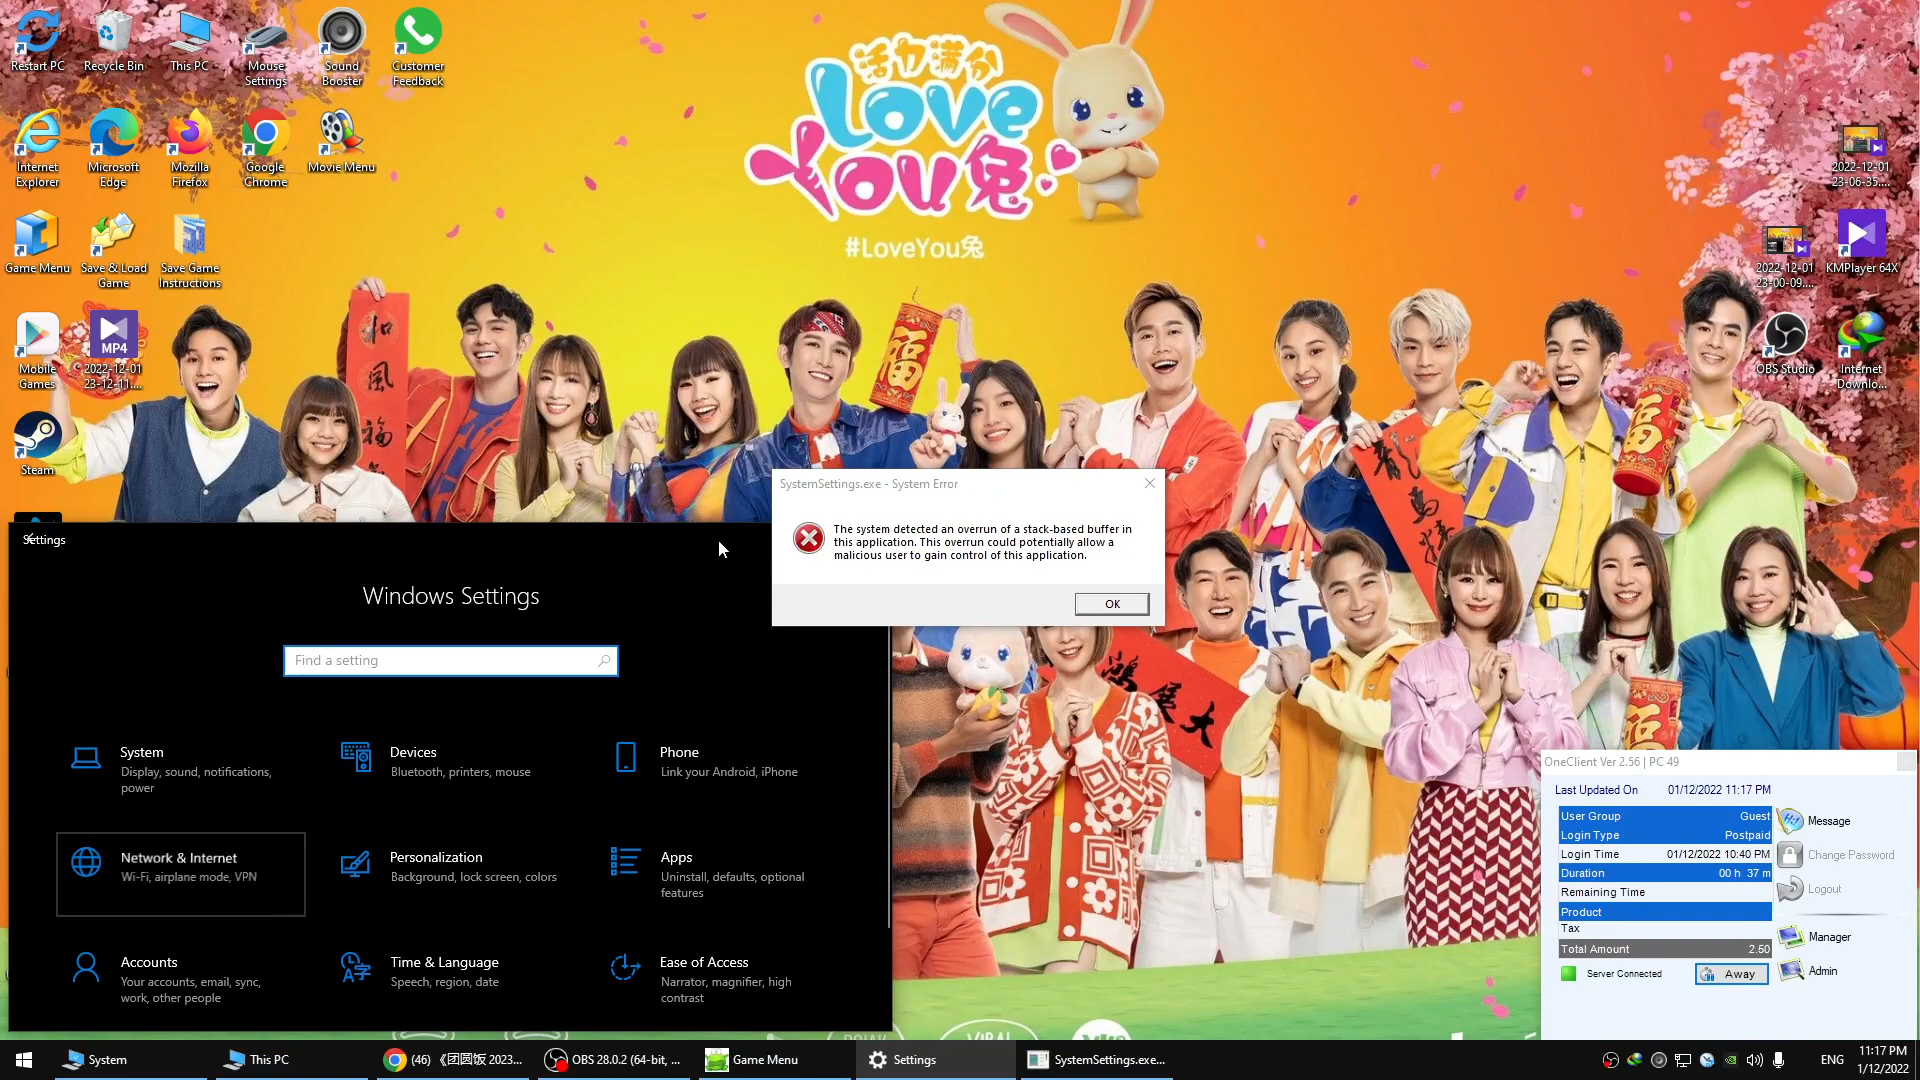 Restart PC
Recycle Bin
This PC
Mouse
Settings
Sound
Booster
Customer
Feedback
Internet
Explorer
Microsoft
Edge
Mozilla
Firefox
Google
Chrome
Movie Menu
Game Menu
Save & Load
Game
Save Game
Instructions
Mobile
Games
MP4
2022-12-01
23-12-11....
Steam
活力满分
Love
You兔
#LoveYou兔
2022-12-01
23-06-35....
2022-12-01
23-00-09....
KMPlayer 64X
OBS Studio
Internet
Downlo...
和
風
福
福
福
大
展
鴻
SystemSettings.exe - System Error
The system detected an overrun of a stack-based buffer in
this application. This overrun could potentially allow a
malicious user to gain control of this application.
OK
Settings
Windows Settings
Find a setting
System
Display, sound, notifications,
power
Devices
Bluetooth, printers, mouse
Phone
Link your Android, iPhone
Network & Internet
Wi-Fi, airplane mode, VPN
Personalization
Background, lock screen, colors
Apps
Uninstall, defaults, optional
features
Accounts
Your accounts, email, sync,
work, other people
Time & Language
Speech, region, date
Ease of Access
Narrator, magnifier, high
contrast
OneClient Ver 2.56 | PC 49
Last Updated On 01/12/2022 11:17 PM
User Group Guest
Login Type Postpaid
Login Time 01/12/2022 10:40 PM
Duration 00 h 37 m
Remaining Time
Product
Tax
Total Amount 2.50
Server Connected
Away
Message
Change Password
Logout
Manager
Admin
System
This PC
(46) 《团圆饭 2023...
OBS 28.0.2 (64-bit, ...
Game Menu
Settings
SystemSettings.exe...
ENG
11:17 PM
1/12/2022